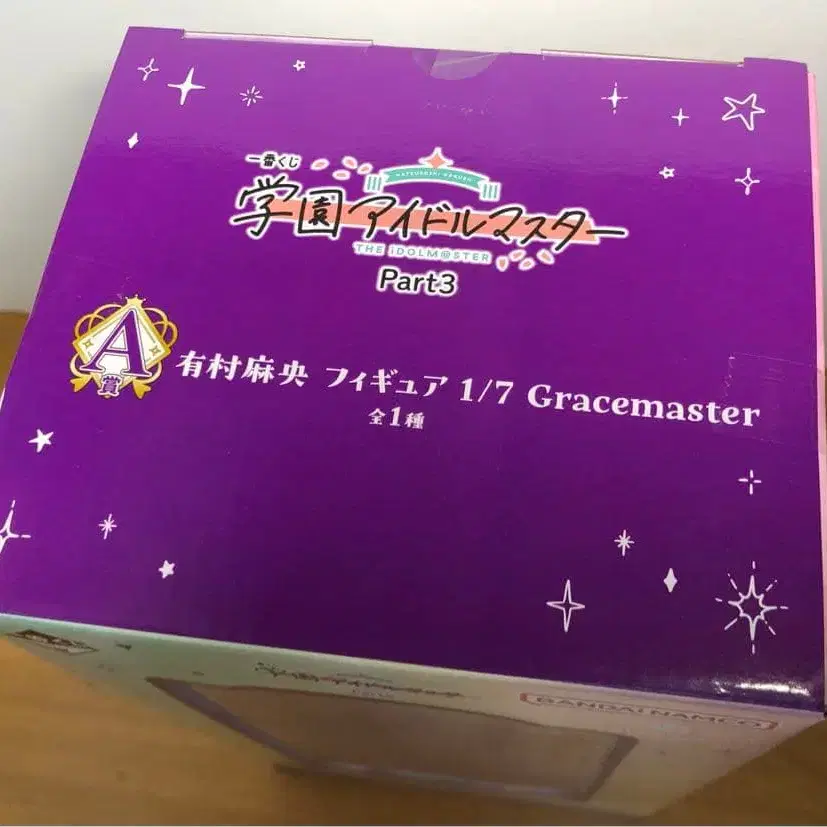 一番くじ
HATSUBOSHI GAKUEN
学園アイドルマスター
THE iDOLM@STER
Part3
A賞
有村麻央 フィギュア 1/7 Gracemaster
全1種
BANDAI NAMCO